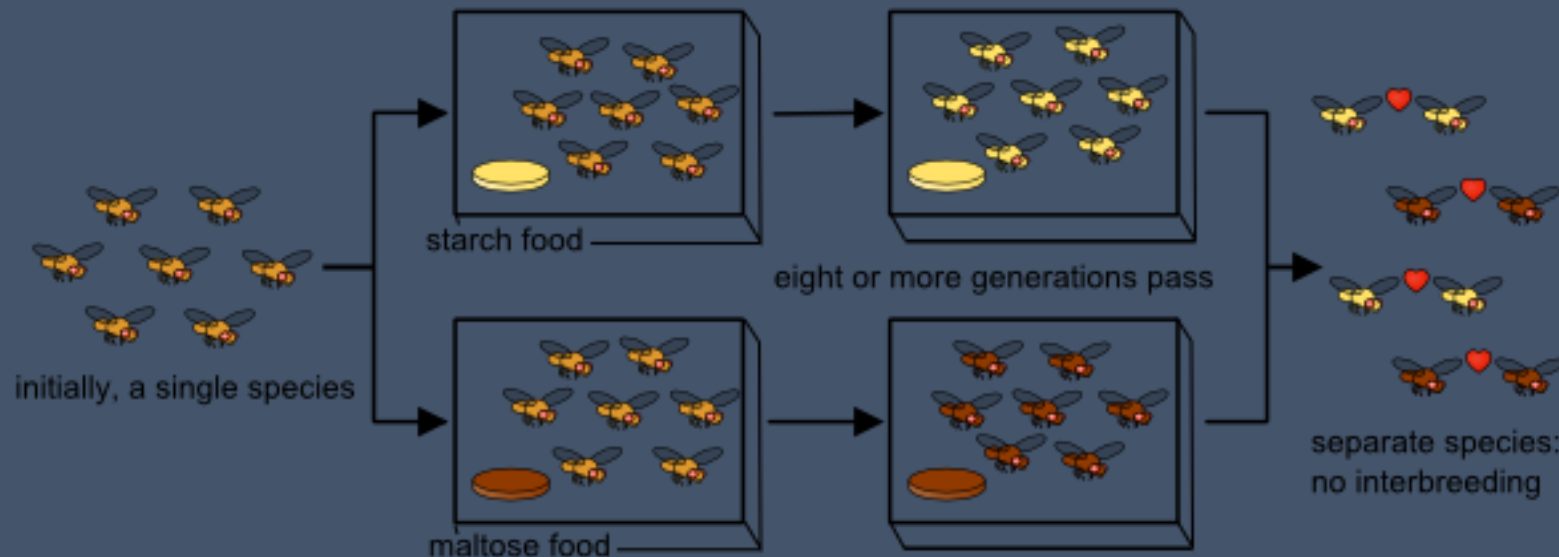 starch food
eight or more generations pass
initially, a single species
separate species:
no interbreeding
maltose food